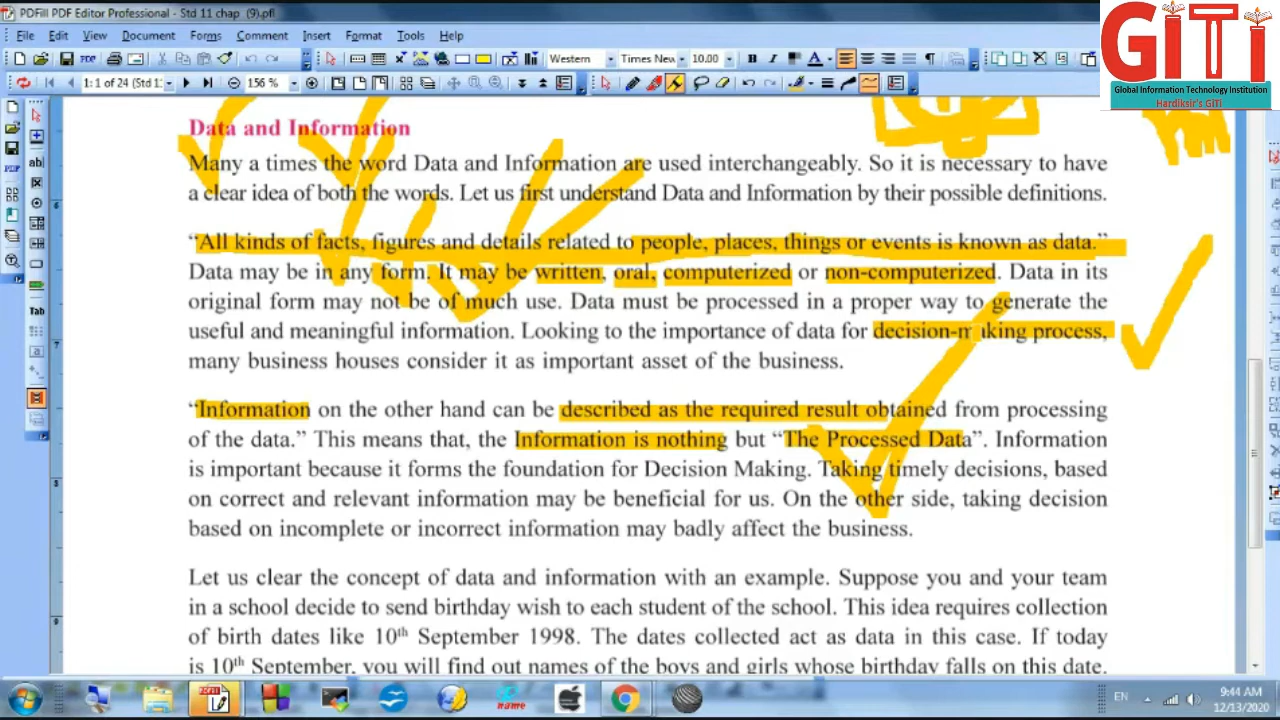 PDFill PDF Editor Professional - Std 11 chap (9).pfl
File Edit View Document Forms Comment Insert Format Tools Help
PDF Western Times New 10.00 B I A ¶
1:1 of 24 (Std 1: 156 %
GiTi
Global Information Technology Institution
Hardiksir's GiTi
PDF
ab
Tab
a
6
7
8
9
Data and Information
Many a times the word Data and Information are used interchangeably. So it is necessary to have
a clear idea of both the words. Let us first understand Data and Information by their possible definitions.
“All kinds of facts, figures and details related to people, places, things or events is known as data.”
Data may be in any form. It may be written, oral, computerized or non-computerized. Data in its
original form may not be of much use. Data must be processed in a proper way to generate the
useful and meaningful information. Looking to the importance of data for decision-making process,
many business houses consider it as important asset of the business.
“Information on the other hand can be described as the required result obtained from processing
of the data.” This means that, the Information is nothing but “The Processed Data”. Information
is important because it forms the foundation for Decision Making. Taking timely decisions, based
on correct and relevant information may be beneficial for us. On the other side, taking decision
based on incomplete or incorrect information may badly affect the business.
Let us clear the concept of data and information with an example. Suppose you and your team
in a school decide to send birthday wish to each student of the school. This idea requires collection
of birth dates like 10th September 1998. The dates collected act as data in this case. If today
is 10th September, you will find out names of the boys and girls whose birthday falls on this date.
name
EN
9:44 AM
12/13/2020